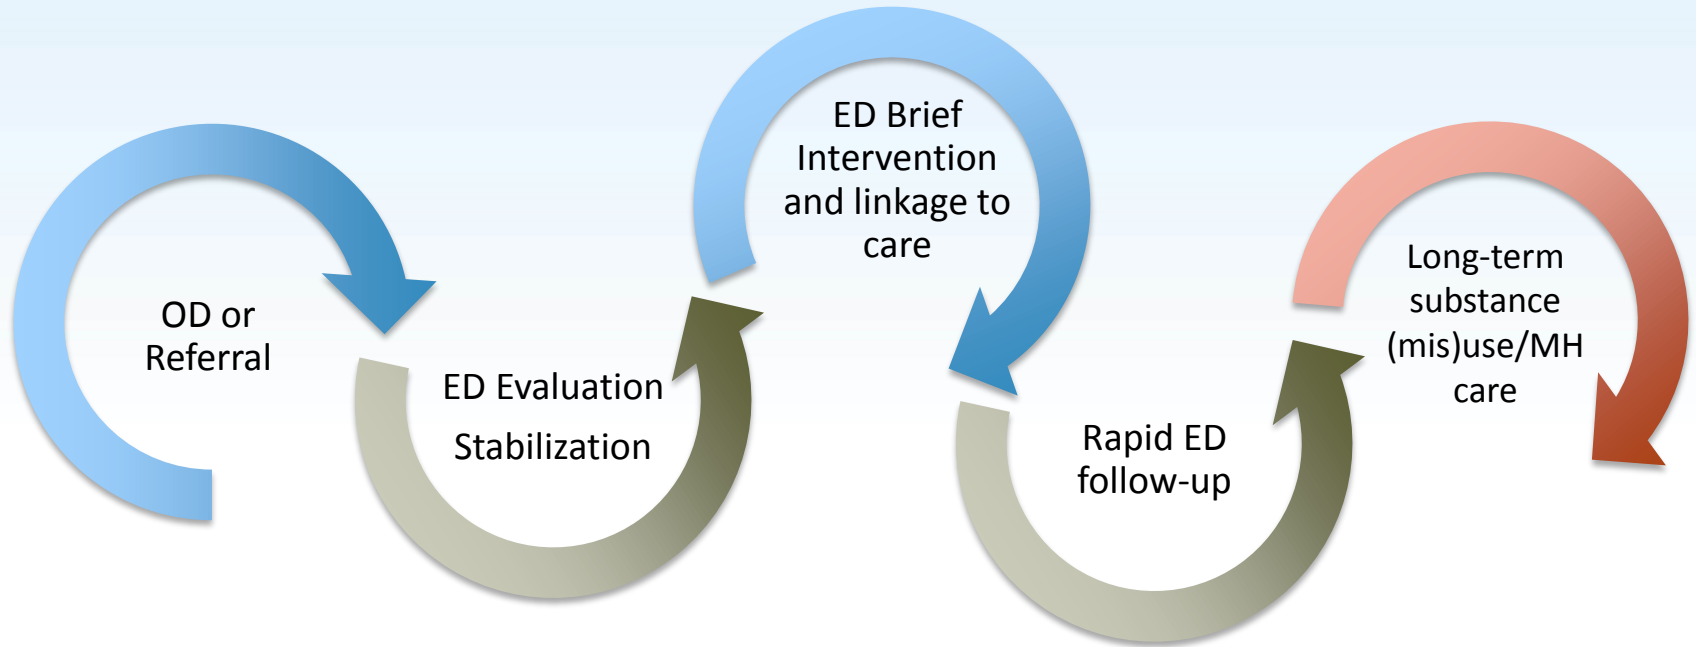 OD or
Referral
ED Evaluation
Stabilization
ED Brief
Intervention
and linkage to
care
Rapid ED
follow-up
Long-term
substance
(mis)use/MH
care